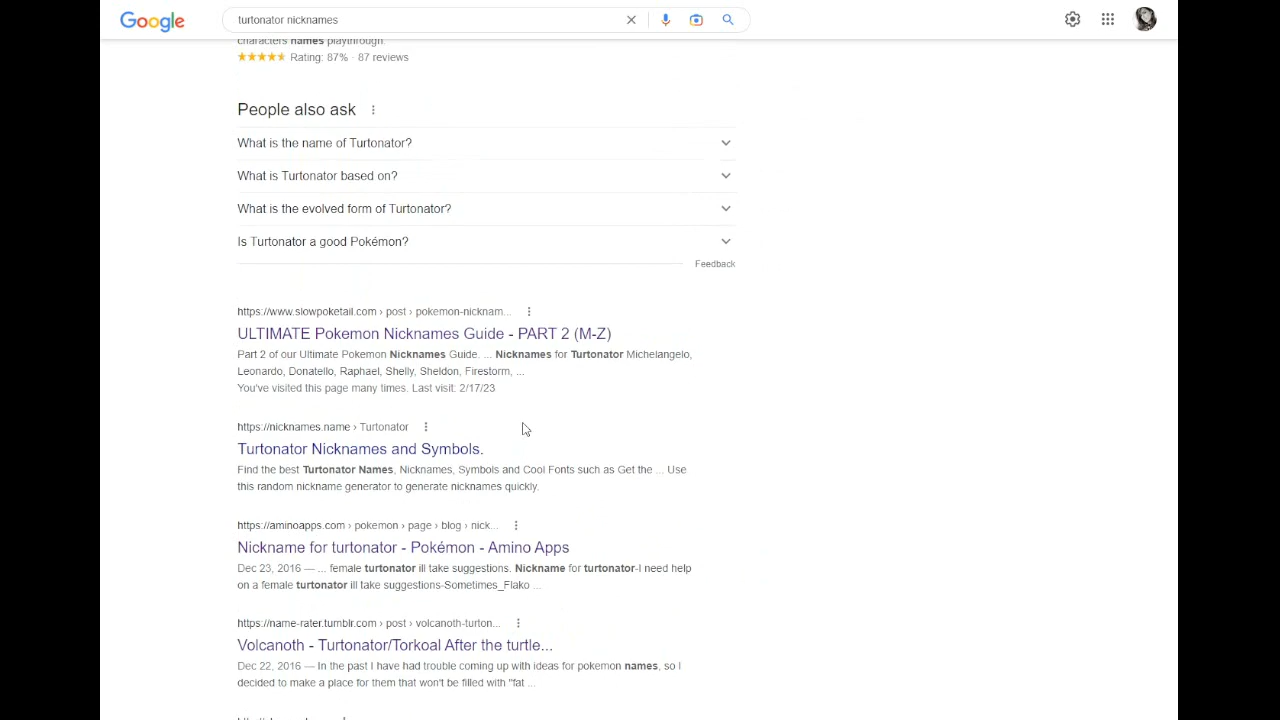 Google
turtonator nicknames
characters names playthrough.
Rating: 87% · 87 reviews
People also ask
What is the name of Turtonator?
What is Turtonator based on?
What is the evolved form of Turtonator?
Is Turtonator a good Pokémon?
Feedback
https://www.slowpoketail.com › post › pokemon-nicknam...
ULTIMATE Pokemon Nicknames Guide - PART 2 (M-Z)
Part 2 of our Ultimate Pokemon Nicknames Guide. ... Nicknames for Turtonator Michelangelo,
Leonardo, Donatello, Raphael, Shelly, Sheldon, Firestorm, ...
You've visited this page many times. Last visit: 2/17/23
https://nicknames.name › Turtonator
Turtonator Nicknames and Symbols.
Find the best Turtonator Names, Nicknames, Symbols and Cool Fonts such as Get the ... Use
this random nickname generator to generate nicknames quickly.
https://aminoapps.com › pokemon › page › blog › nick...
Nickname for turtonator - Pokémon - Amino Apps
Dec 23, 2016 — ... female turtonator ill take suggestions. Nickname for turtonator-I need help
on a female turtonator ill take suggestions-Sometimes_Flako ...
https://name-rater.tumblr.com › post › volcanoth-turton...
Volcanoth - Turtonator/Torkoal After the turtle...
Dec 22, 2016 — In the past I have had trouble coming up with ideas for pokemon names, so I
decided to make a place for them that won't be filled with "fat ...